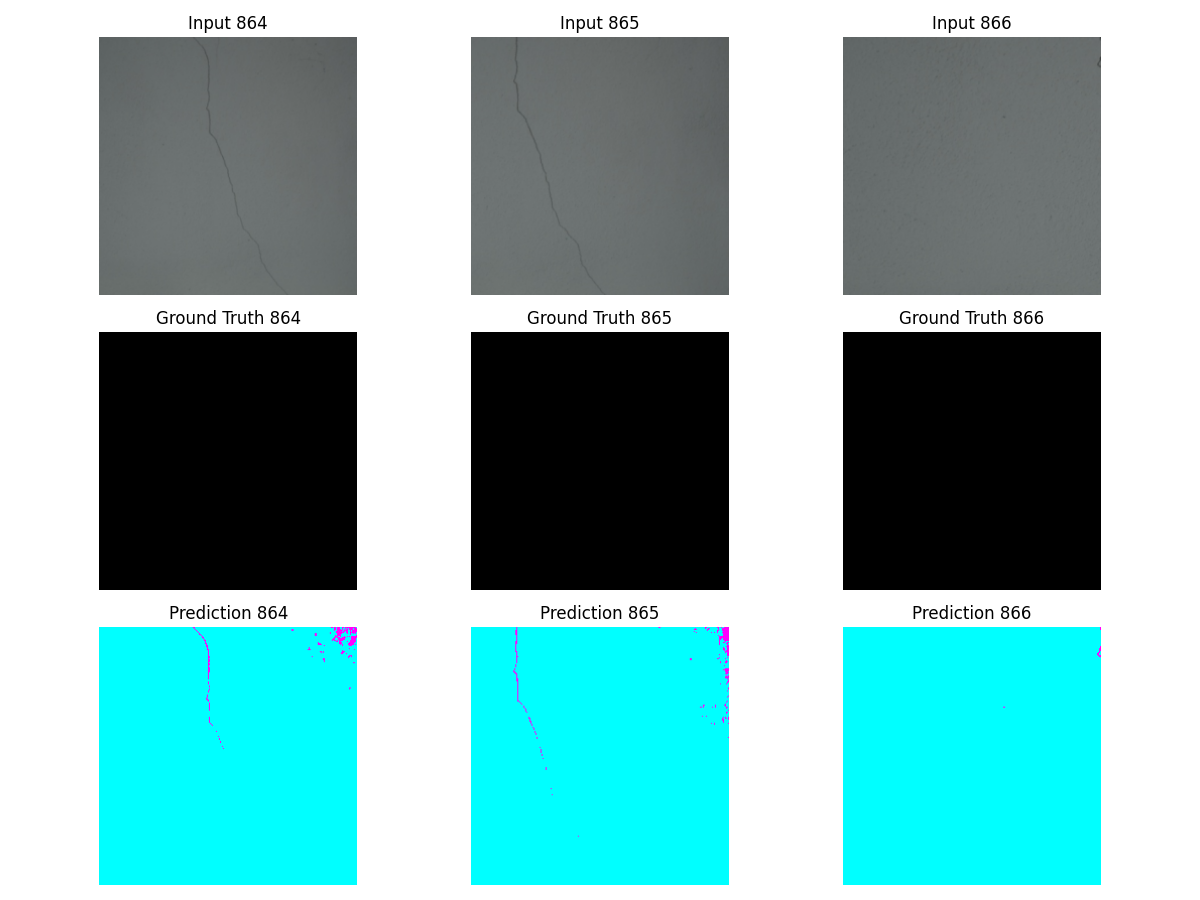 Input 864
Input 865
Input 866
Ground Truth 864
Ground Truth 865
Ground Truth 866
Prediction 864
Prediction 865
Prediction 866